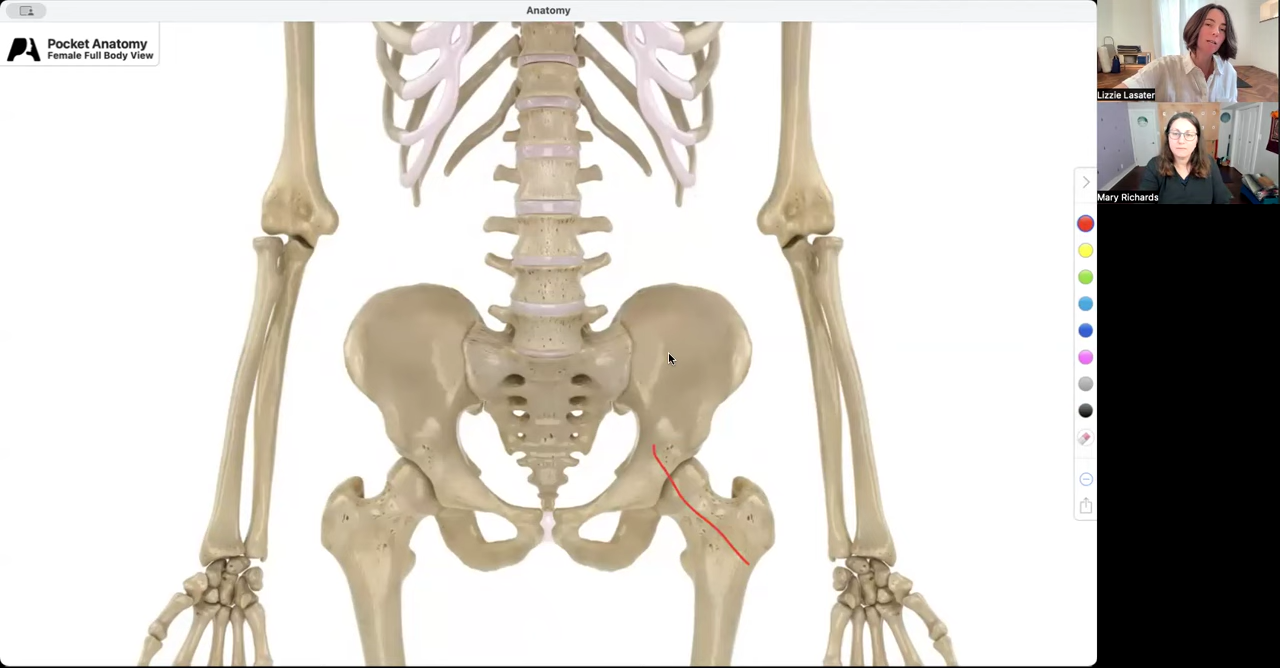 Anatomy
Pocket Anatomy
Female Full Body View
Lizzie Lasater
Mary Richards